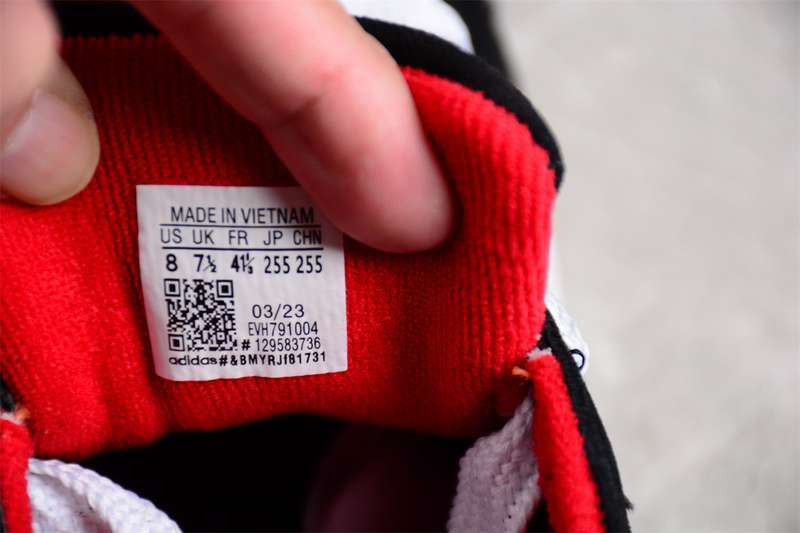 MADE IN VIETNAM
US UK FR JP CHN
8 7½ 41⅓ 255 255
03/23
EVH791004
# 129583736
adidas#&BMYRJf81731